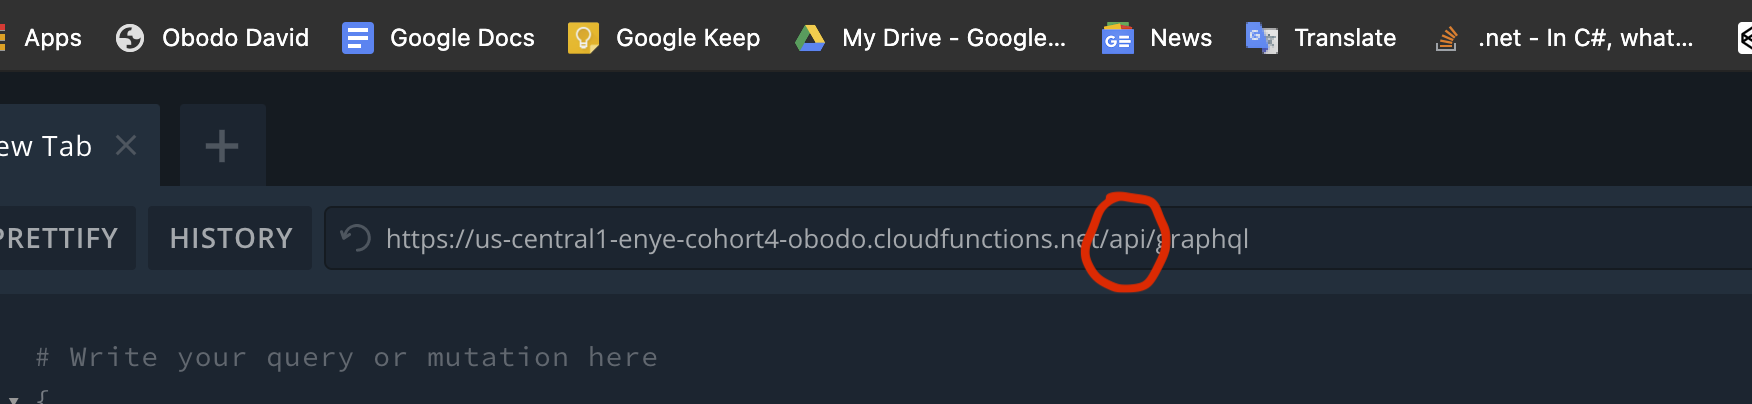 Apps Obodo David Google Docs Google Keep My Drive - Google... GE News G Translate .net - In C#, what...
ew Tab × +
PRETTIFY HISTORY https://us-central1-enye-cohort4-obodo.cloudfunctions.net/api/graphql
# Write your query or mutation here
{